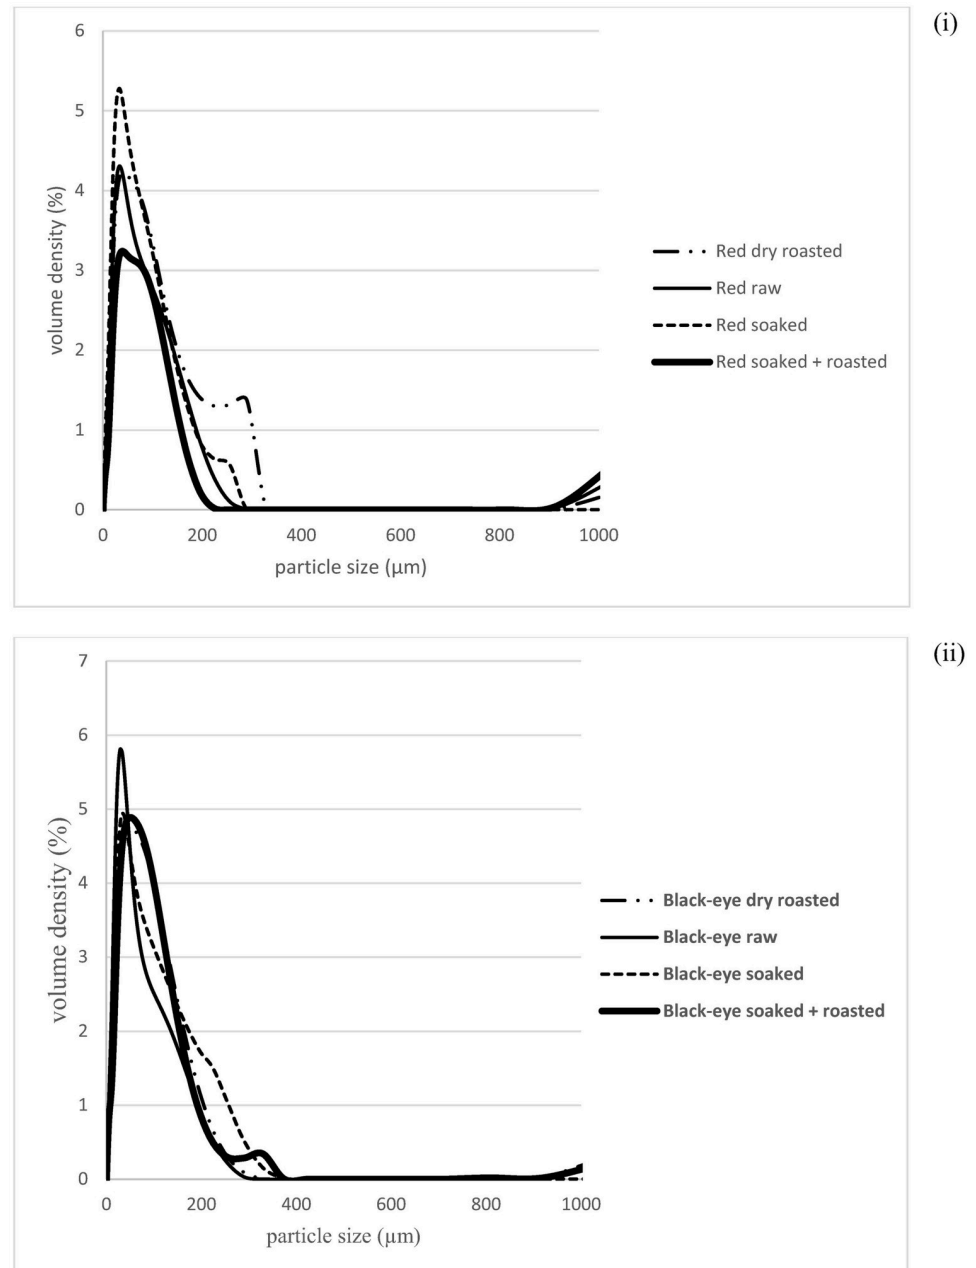 (i)
6
5
4
3
2
1
0
volume density (%)
0 200 400 600 800 1000
particle size (µm)
Red dry roasted
Red raw
Red soaked
Red soaked + roasted
(ii)
7
6
5
4
3
2
1
0
volume density (%)
0 200 400 600 800 1000
particle size (µm)
Black-eye dry roasted
Black-eye raw
Black-eye soaked
Black-eye soaked + roasted